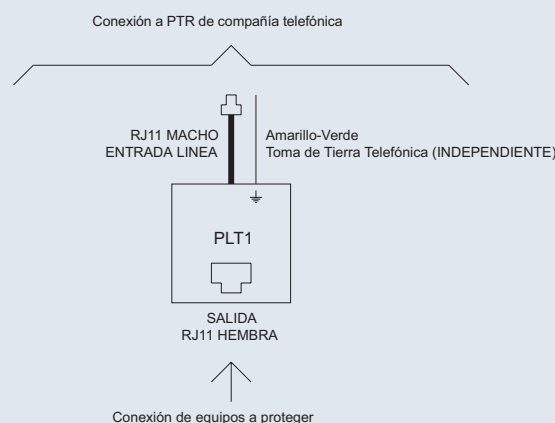 Conexión a PTR de compañía telefónica
RJ11 MACHO
ENTRADA LINEA
Amarillo-Verde
Toma de Tierra Telefónica (INDEPENDIENTE)
PLT1
SALIDA
RJ11 HEMBRA
Conexión de equipos a proteger